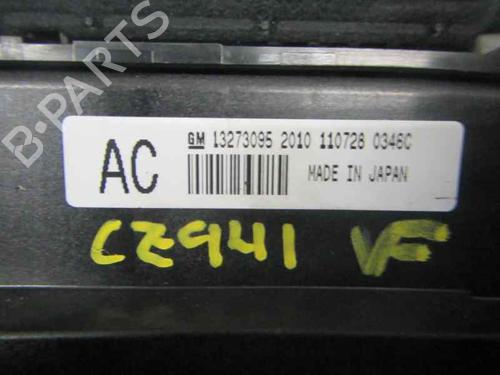 B-PARTS
AC
GM 13273095 2010 110728 0346C
MADE IN JAPAN
CZ941 VF